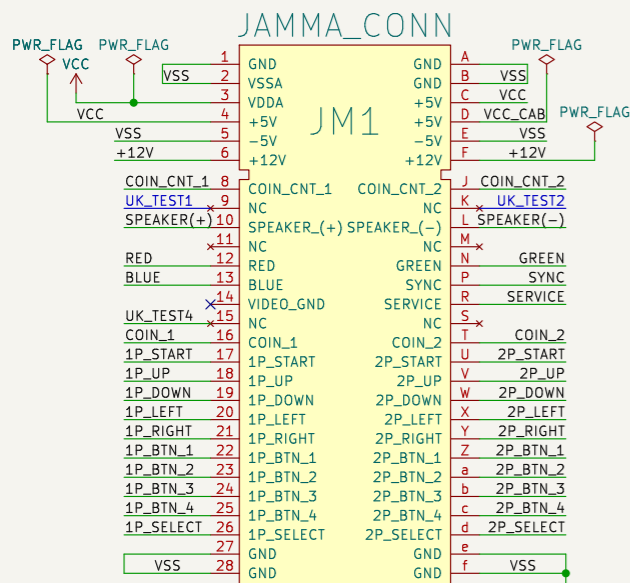 JAMMA_CONN
PWR_FLAG PWR_FLAG PWR_FLAG
VCC
PWR_FLAG
JM1
1 GND GND A
VSS 2 VSSA GND B VSS
3 VDDA +5V C VCC
VCC 4 +5V +5V D VCC_CAB
VSS 5 -5V -5V E VSS
+12V 6 +12V +12V F +12V
COIN_CNT_1 8 COIN_CNT_1 COIN_CNT_2 J COIN_CNT_2
UK_TEST1 9 NC NC K UK_TEST2
SPEAKER(+) 10 SPEAKER_(+) SPEAKER_(-) L SPEAKER(-)
11 NC NC M
RED 12 RED GREEN N GREEN
BLUE 13 BLUE SYNC P SYNC
14 VIDEO_GND SERVICE R SERVICE
UK_TEST4 15 NC NC S
COIN_1 16 COIN_1 COIN_2 T COIN_2
1P_START 17 1P_START 2P_START U 2P_START
1P_UP 18 1P_UP 2P_UP V 2P_UP
1P_DOWN 19 1P_DOWN 2P_DOWN W 2P_DOWN
1P_LEFT 20 1P_LEFT 2P_LEFT X 2P_LEFT
1P_RIGHT 21 1P_RIGHT 2P_RIGHT Y 2P_RIGHT
1P_BTN_1 22 1P_BTN_1 2P_BTN_1 Z 2P_BTN_1
1P_BTN_2 23 1P_BTN_2 2P_BTN_2 a 2P_BTN_2
1P_BTN_3 24 1P_BTN_3 2P_BTN_3 b 2P_BTN_3
1P_BTN_4 25 1P_BTN_4 2P_BTN_4 c 2P_BTN_4
1P_SELECT 26 1P_SELECT 2P_SELECT d 2P_SELECT
27 GND GND e
VSS 28 GND GND f VSS